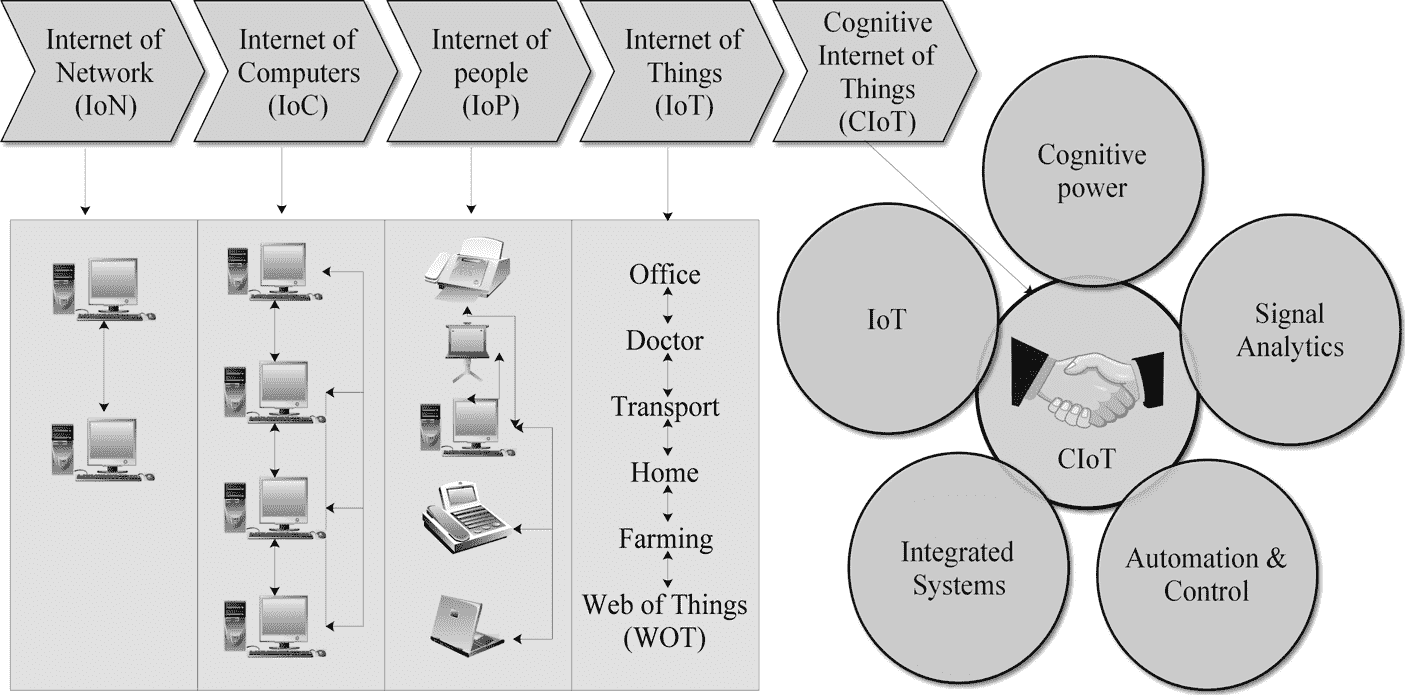 Internet of
Network
(IoN)
Internet of
Computers
(IoC)
Internet of
people
(IoP)
Internet of
Things
(IoT)
Cognitive
Internet of
Things
(CIoT)
Office
Doctor
Transport
Home
Farming
Web of Things
(WOT)
Cognitive
power
IoT
Signal
Analytics
CIoT
Integrated
Systems
Automation &
Control